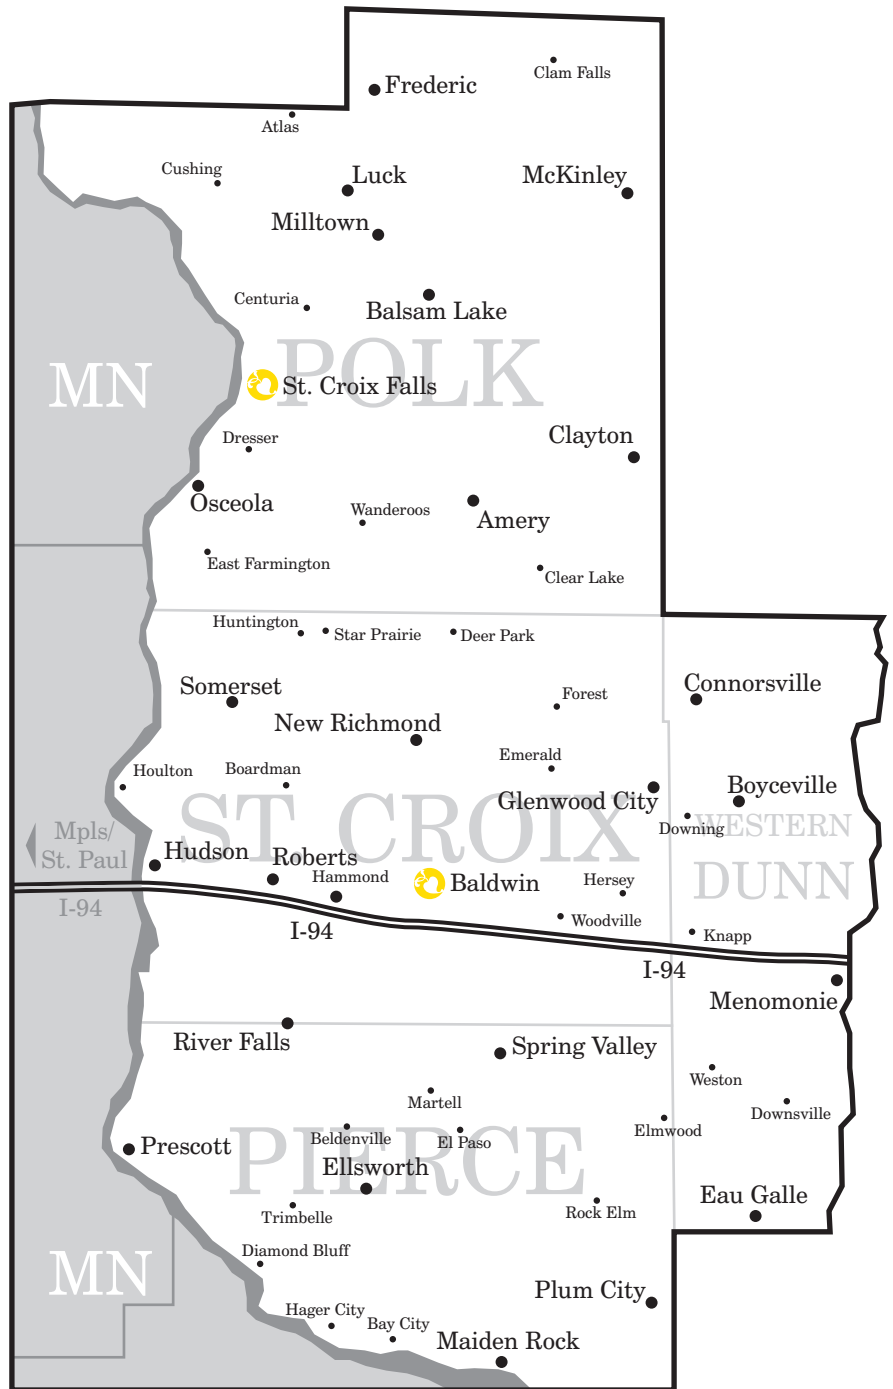 Clam Falls
Frederic
Atlas
Cushing
Luck
McKinley
Milltown
Centuria
Balsam Lake
POLK
MN
St. Croix Falls
Dresser
Clayton
Osceola
Wanderoos
Amery
East Farmington
Clear Lake
Huntington
Star Prairie
Deer Park
Somerset
Connorsville
Forest
New Richmond
Emerald
Houlton
Boardman
Glenwood City
Boyceville
ST. CROIX
Downing
WESTERN
DUNN
Mpls/
St. Paul
Hudson
Roberts
Hammond
Baldwin
Hersey
I-94
Woodville
I-94
Knapp
I-94
Menomonie
River Falls
Spring Valley
Weston
Martell
Downsville
Beldenville
El Paso
Elmwood
Prescott
PIERCE
Ellsworth
Eau Galle
Trimbelle
Rock Elm
Diamond Bluff
MN
Plum City
Hager City
Bay City
Maiden Rock